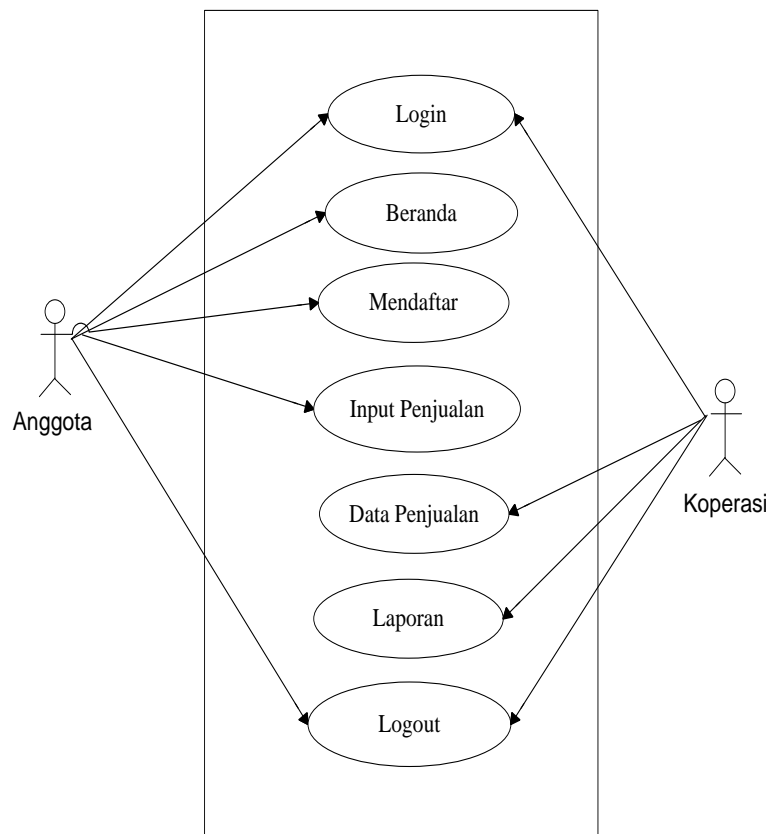 Login
Beranda
Mendaftar
Anggota
Input Penjualan
Koperasi
Data Penjualan
Laporan
Logout